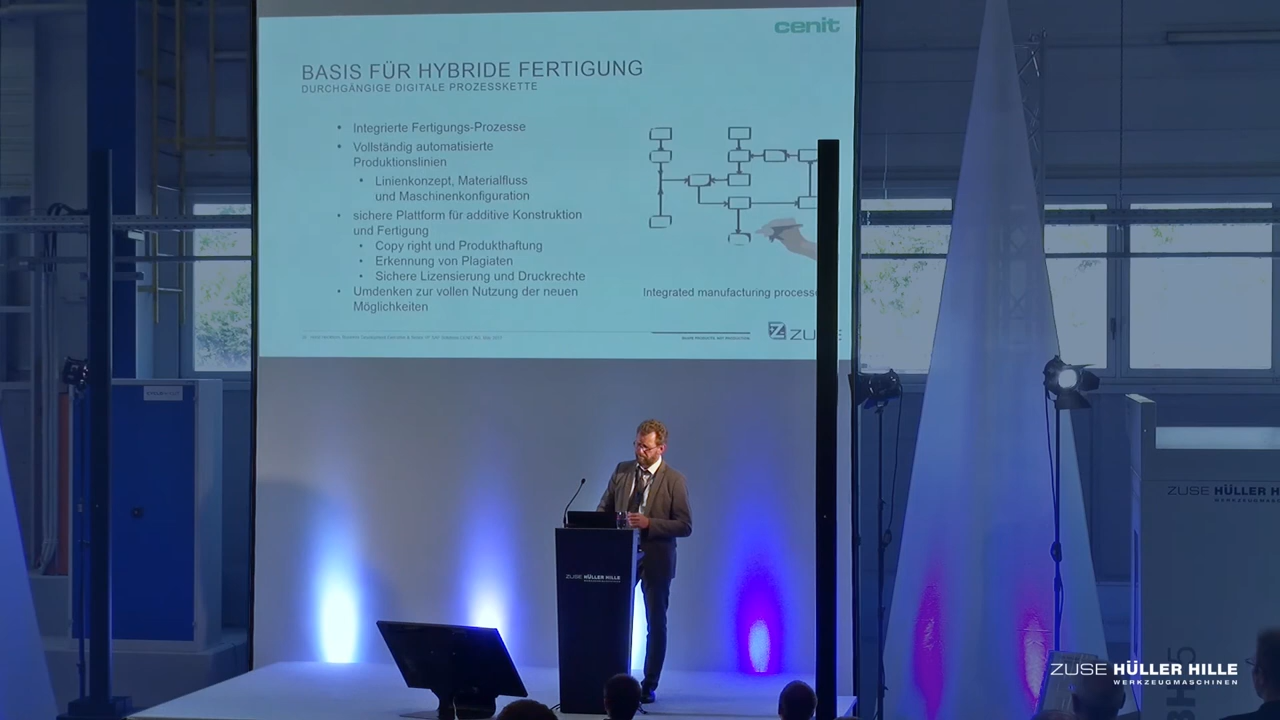 cenit
BASIS FÜR HYBRIDE FERTIGUNG
DURCHGÄNGIGE DIGITALE PROZESSKETTE
• Integrierte Fertigungs-Prozesse
• Vollständig automatisierte
Produktionslinien
• Linienkonzept, Materialfluss
und Maschinenkonfiguration
• sichere Plattform für additive Konstruktion
und Fertigung
• Copy right und Produkthaftung
• Erkennung von Plagiaten
• Sichere Lizensierung und Druckrechte
• Umdenken zur vollen Nutzung der neuen
Möglichkeiten
Integrated manufacturing processe
ZUSE
ZUSE HÜLLER HILLE
ZUSE HÜLLER HI
WERKZEUGMAS
ZUSE HÜLLER HILLE
WERKZEUGMASCHINEN